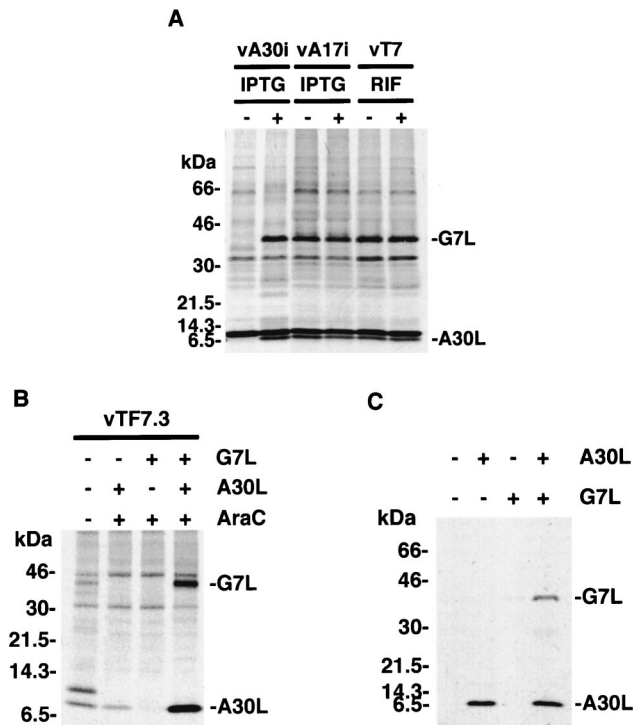 A
vA30i vA17i vT7
IPTG IPTG RIF
- + - + - +
kDa
66-
46-
-G7L
30-
21.5-
14.3-
6.5-
-A30L
B
vTF7.3
- - + + G7L
- + - + A30L
- + + + AraC
kDa
46-
-G7L
30-
21.5-
14.3-
6.5-
-A30L
C
- + - + A30L
- - + + G7L
kDa
66-
46-
-G7L
30-
21.5-
14.3-
6.5-
-A30L